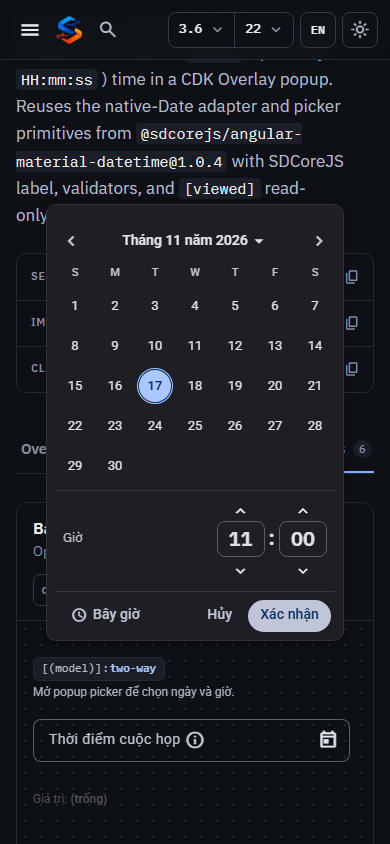 3.6
22
EN
HH:mm:ss ) time in a CDK Overlay popup.
Reuses the native-Date adapter and picker
primitives from @sdcorejs/angular-
material-datetime@1.0.4 with SDCoreJS
label, validators, and [viewed] read-
only
SE
IM
CL
Tháng 11 năm 2026
S M T W T F S
1 2 3 4 5 6 7
8 9 10 11 12 13 14
15 16 17 18 19 20 21
22 23 24 25 26 27 28
29 30
Ove
6
Giờ
11 : 00
Bây giờ Hủy Xác nhận
[(model)]:two-way
Mở popup picker để chọn ngày và giờ.
Thời điểm cuộc họp
Giá trị: (trống)